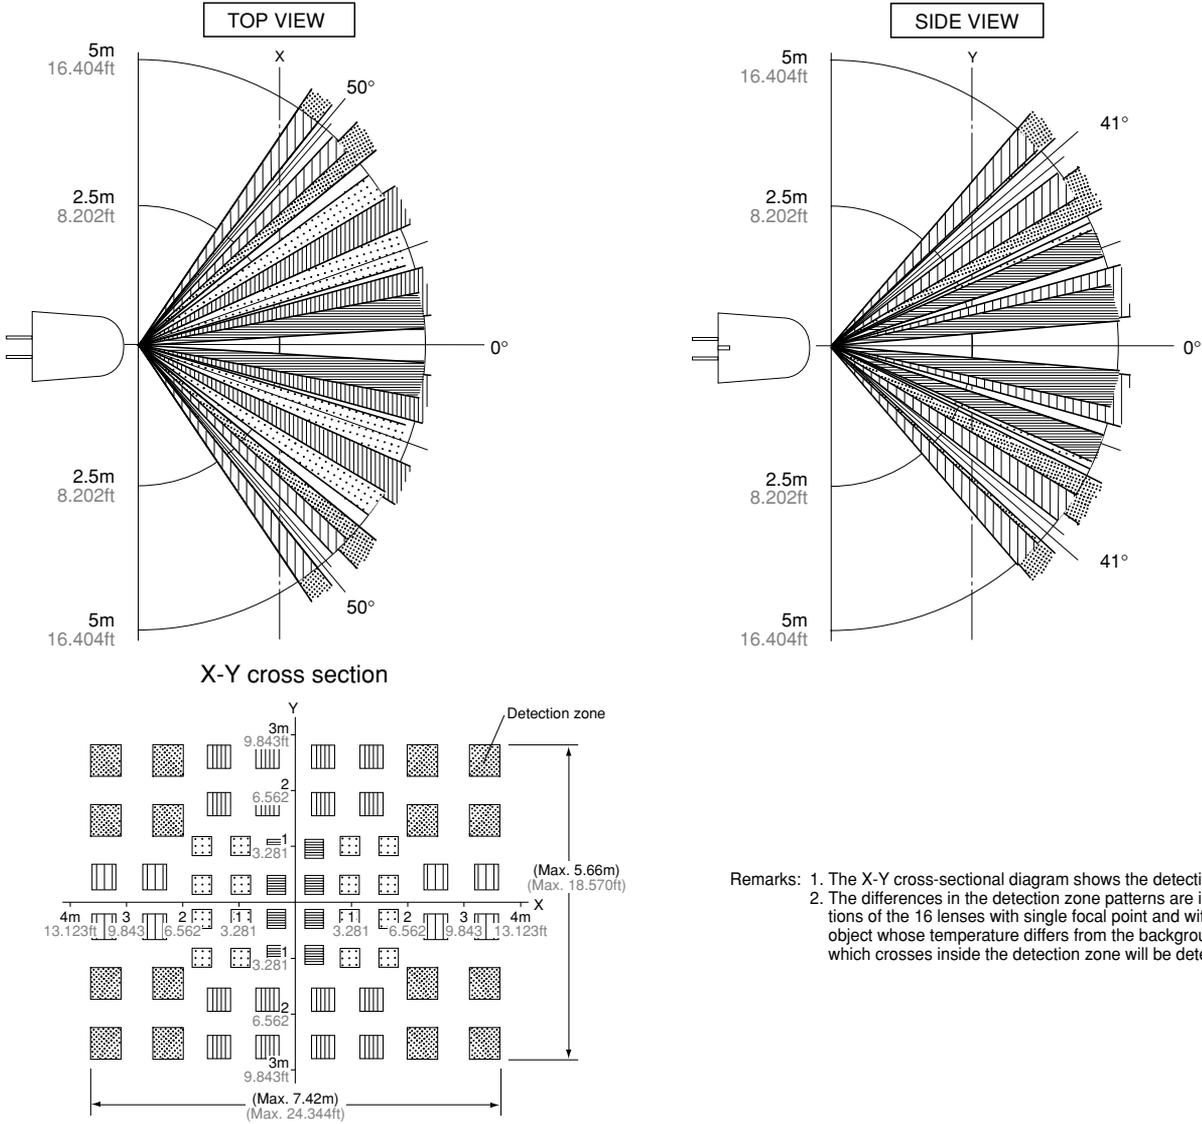 TOP VIEW
5m
16.404ft
X
50°
2.5m
8.202ft
0°
2.5m
8.202ft
50°
5m
16.404ft
SIDE VIEW
5m
16.404ft
Y
41°
2.5m
8.202ft
0°
2.5m
8.202ft
41°
5m
16.404ft
X-Y cross section
Y
Detection zone
3m
9.843ft
2
6.562
1
3.281
(Max. 5.66m)
(Max. 18.570ft)
X
4m 3 2 1 1 2 3 4m
13.123ft 9.843 6.562 3.281 3.281 6.562 9.843 13.123ft
1
3.281
2
6.562
3m
9.843ft
(Max. 7.42m)
(Max. 24.344ft)
Remarks: 1. The X-Y cross-sectional diagram shows the detecti
2. The differences in the detection zone patterns are i
tions of the 16 lenses with single focal point and wi
object whose temperature differs from the backgrou
which crosses inside the detection zone will be dete